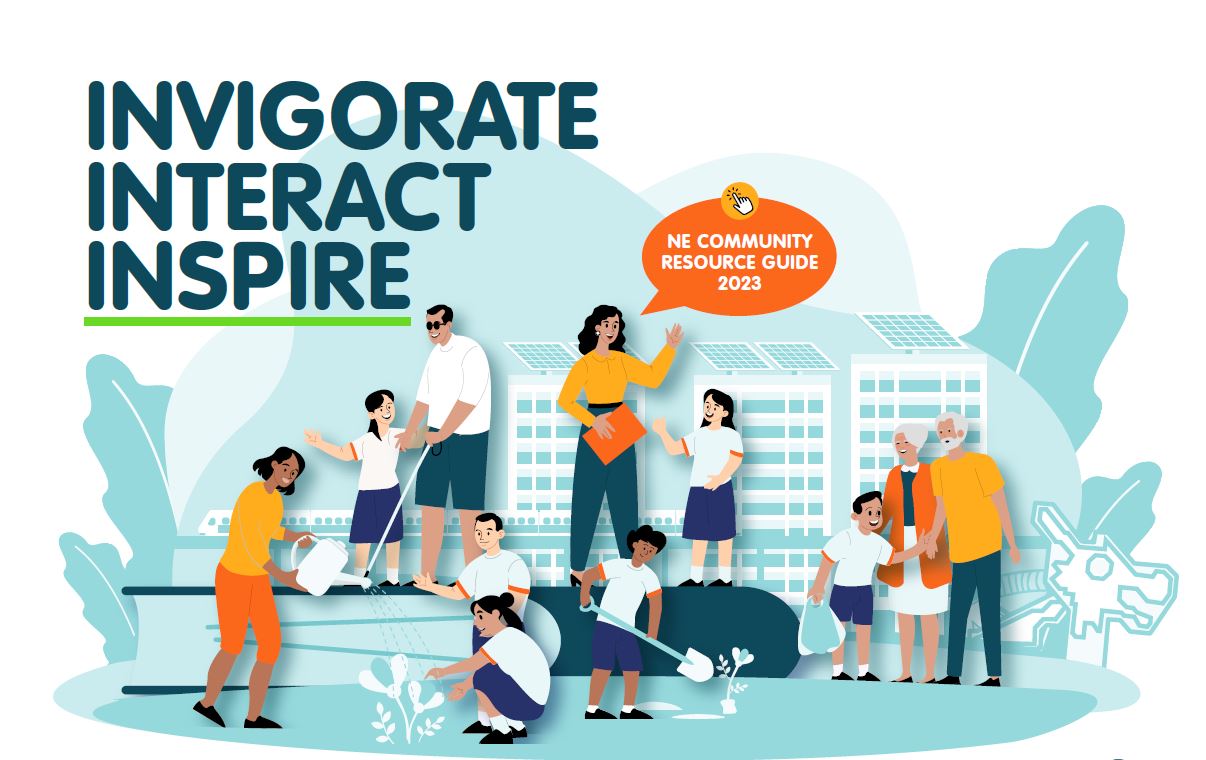 INVIGORATE
INTERACT
INSPIRE
NE COMMUNITY
RESOURCE GUIDE
2023